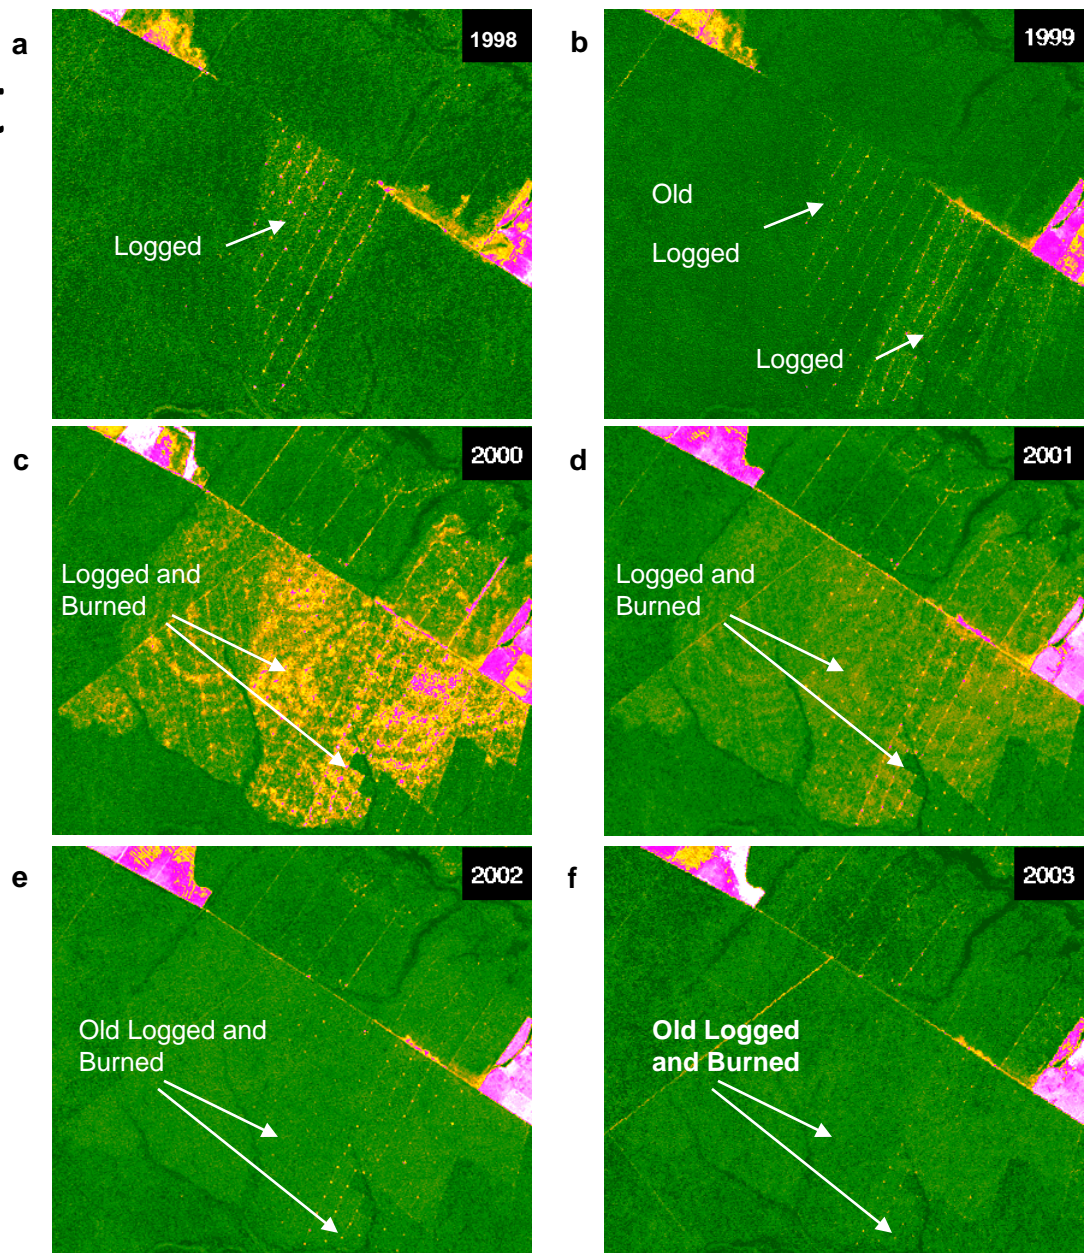 a
1998
Logged
b
1999
Old
Logged
Logged
c
2000
Logged and
Burned
d
2001
Logged and
Burned
e
2002
Old Logged and
Burned
f
2003
Old Logged
and Burned